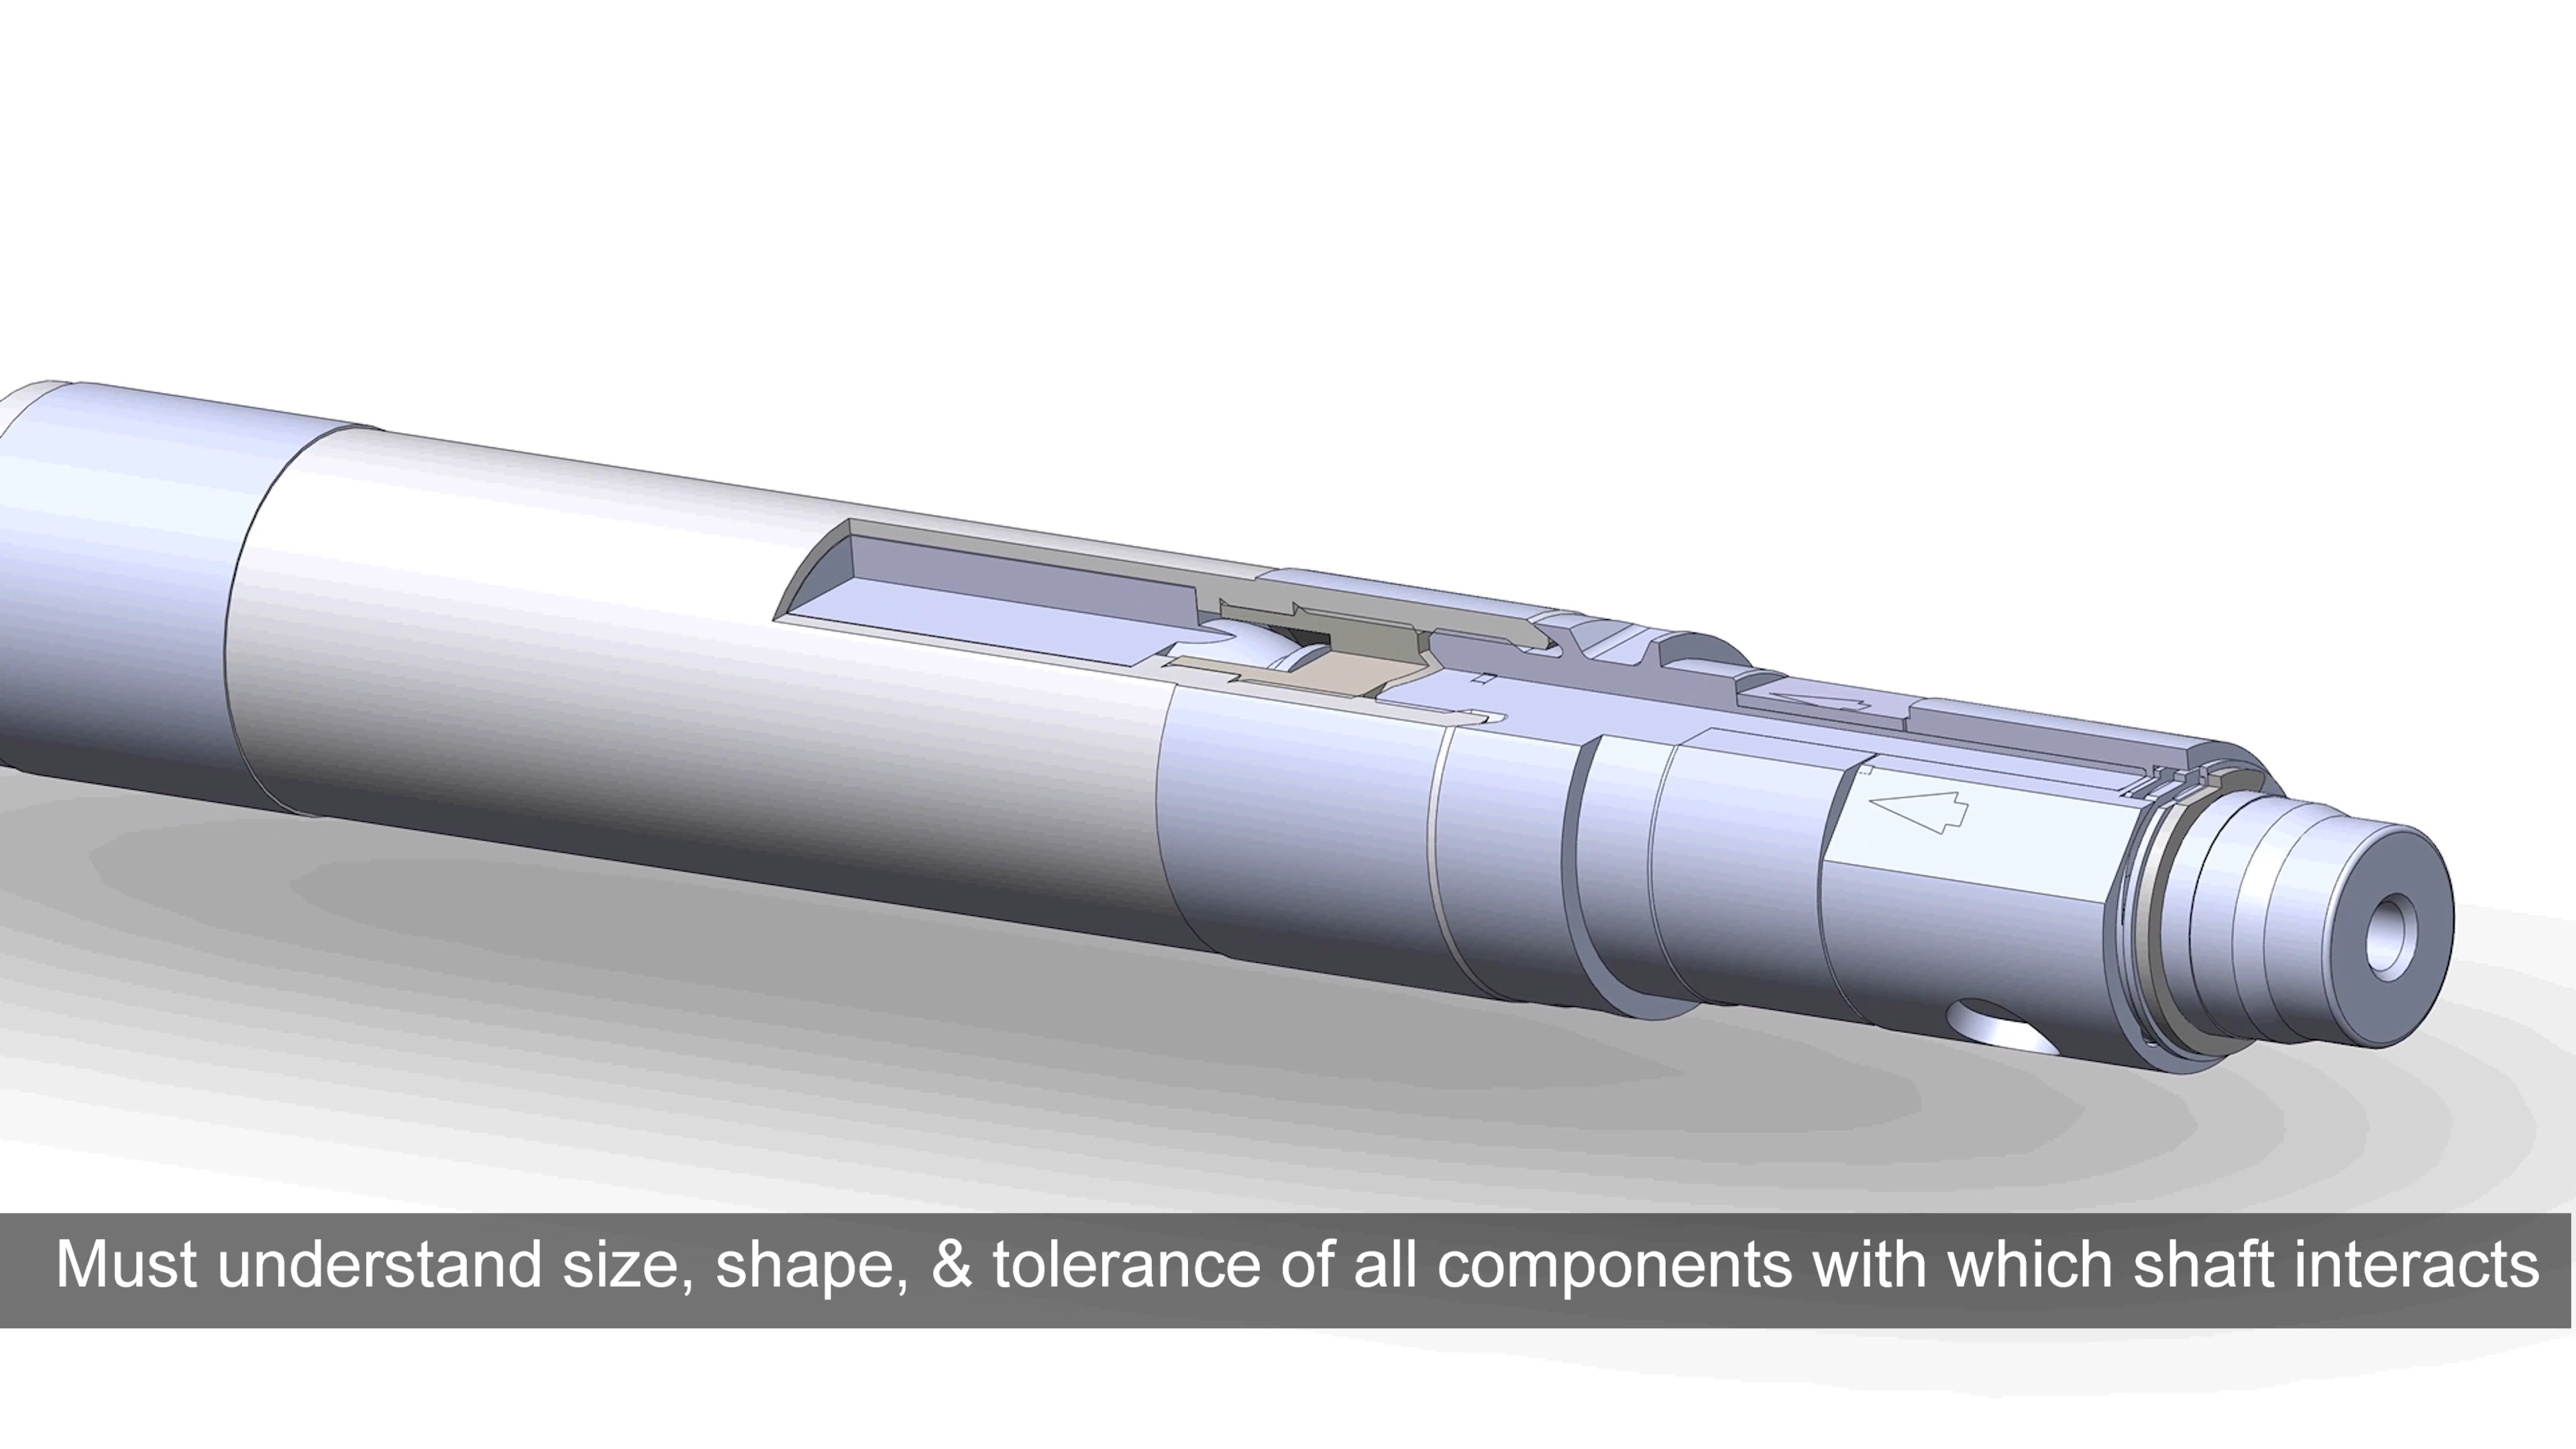 Must understand size, shape, & tolerance of all components with which shaft interacts